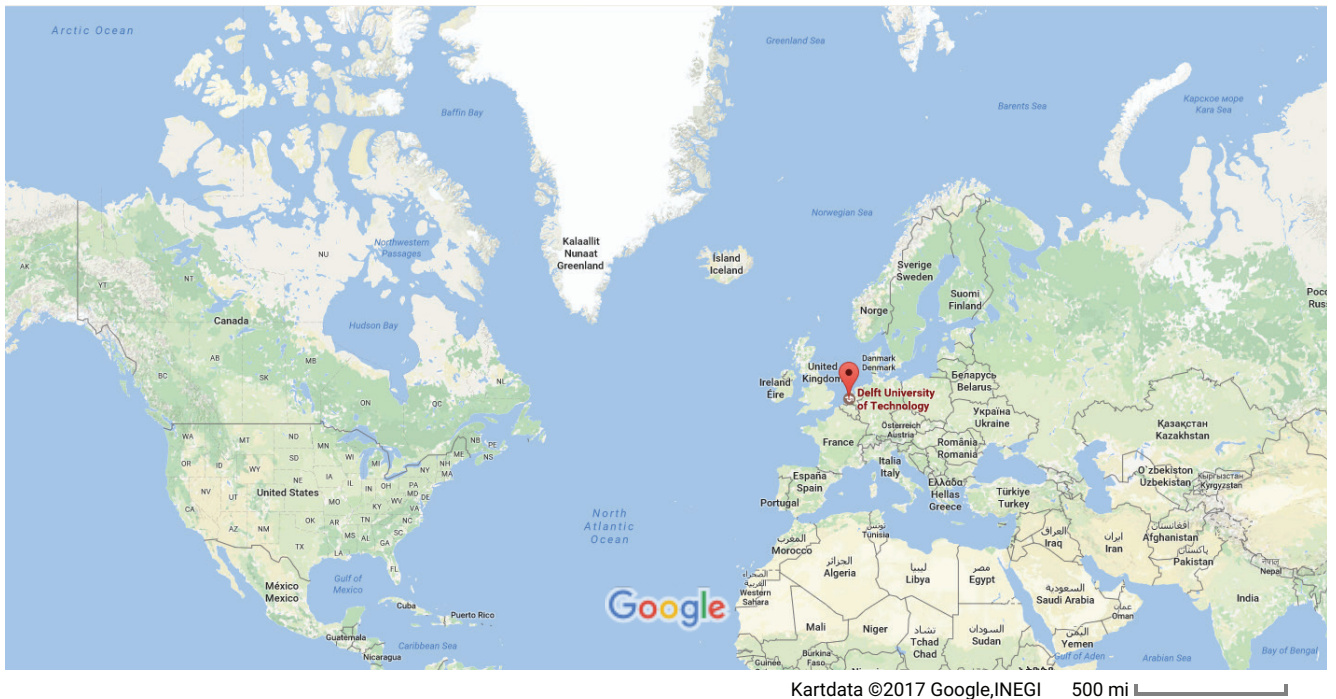 Arctic Ocean
Greenland Sea
Barents Sea
Карское море
Kara Sea
Baffin Bay
Norwegian Sea
Northwestern
Passages
NU
Kalaallit
Nunaat
Greenland
Ísland
Iceland
Sverige
Sweden
Suomi
Finland
Norge
AK
YT
NT
Canada
Hudson Bay
AB
MB
BC
SK
ON
QC
NL
NB
PE
NS
United
Kingdom
Ireland
Éire
Danmark
Denmark
Беларусь
Belarus
Delft University
of Technology
Україна
Ukraine
Österreich
Austria
France
România
Romania
Italia
Italy
España
Spain
Portugal
Ελλάδα
Hellas
Greece
Türkiye
Turkey
Қазақстан
Kazakhstan
Oʻzbekiston
Uzbekistan
Кыргызстан
Kyrgyzstan
WA
MT
ND
MN
OR
ID
WY
SD
WI
MI
NY
ME
NH
MA
NV
UT
United States
NE
IA
IL
IN
OH
PA
MD
DE
CA
MO
KY
WV
VA
AZ
NM
OK
AR
TN
NC
SC
TX
MS
AL
GA
LA
FL
North
Atlantic
Ocean
Gulf of
Mexico
México
Mexico
Cuba
Puerto Rico
Guatemala
Caribbean Sea
Nicaragua
Google
المغرب
Morocco
تونس
Tunisia
الجزائر
Algeria
ليبيا
Libya
مصر
Egypt
العراق
Iraq
ایران
Iran
افغانستان
Afghanistan
پاکستان
Pakistan
नेपाल
Nepal
الصحراء
الغربية
Western
Sahara
السعودية
Saudi Arabia
عمان
Oman
India
Mali
Niger
تشاد
Tchad
Chad
السودان
Sudan
اليمن
Yemen
Burkina
Faso
Gulf of Aden
Arabian Sea
Bay of Bengal
Kartdata ©2017 Google,INEGI 500 mi